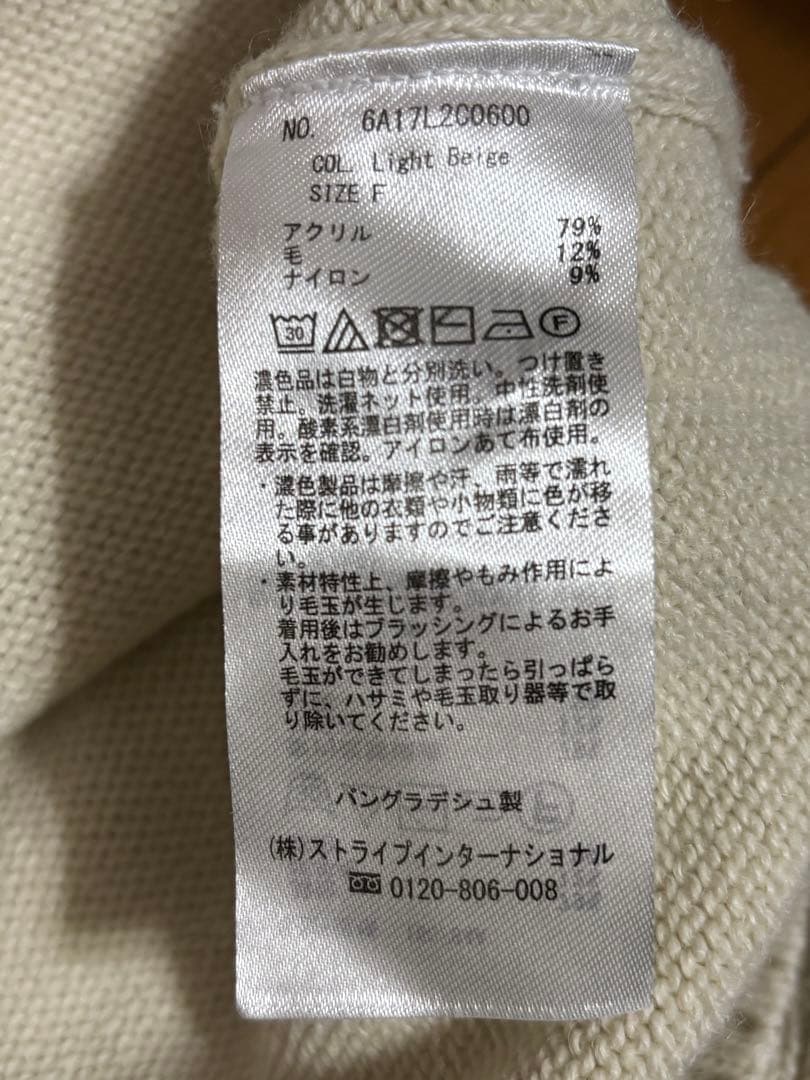 NO. 6A17L2C0600
COL. Light Beige
SIZE F
アクリル 79%
毛 12%
ナイロン 9%
30 F
濃色品は白物と分別洗い。つけ置き
禁止。洗濯ネット使用。中性洗剤使
用。酸素系漂白剤使用時は漂白剤の
表示を確認。アイロンあて布使用。
・濃色製品は摩擦や汗、雨等で濡れ
た際に他の衣類や小物類に色が移
る事がありますのでご注意くださ
い。
・素材特性上、摩擦やもみ作用によ
り毛玉が生じます。
着用後はブラッシングによるお手
入れをお勧めします。
毛玉ができてしまったら引っぱら
ずに、ハサミや毛玉取り器等で取
り除いてください。
バングラデシュ製
(株)ストライプインターナショナル
0120-806-008